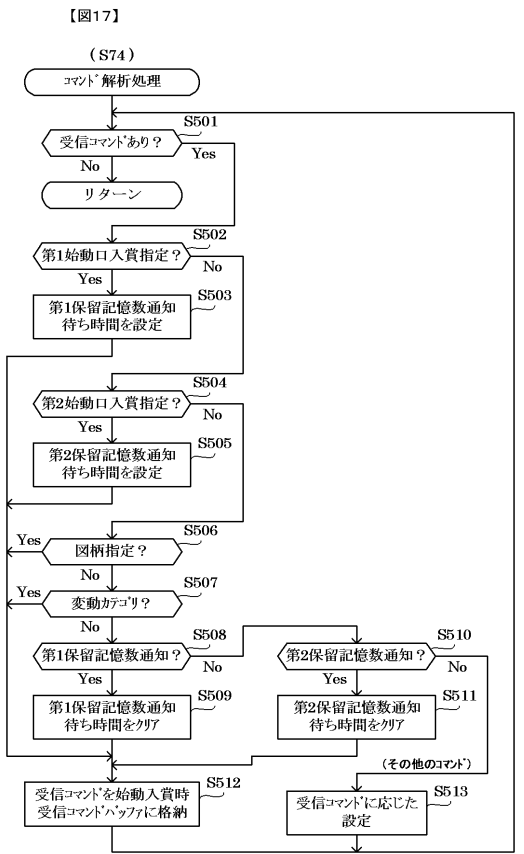 【図17】
(S74)
コマンド解析処理
S501
受信コマンドあり？
Yes
No
リターン
S502
第1始動口入賞指定？
No
Yes
S503
第1保留記憶数通知
待ち時間を設定
S504
第2始動口入賞指定？
No
Yes
S505
第2保留記憶数通知
待ち時間を設定
S506
Yes
図柄指定？
No
S507
Yes
変動カテゴリ？
No
S508
第1保留記憶数通知？
No
Yes
S510
第2保留記憶数通知？
No
Yes
S509
第1保留記憶数通知
待ち時間をクリア
S511
第2保留記憶数通知
待ち時間をクリア
(その他のコマンド)
S512
受信コマンドを始動入賞時
受信コマンドバッファに格納
S513
受信コマンドに応じた
設定